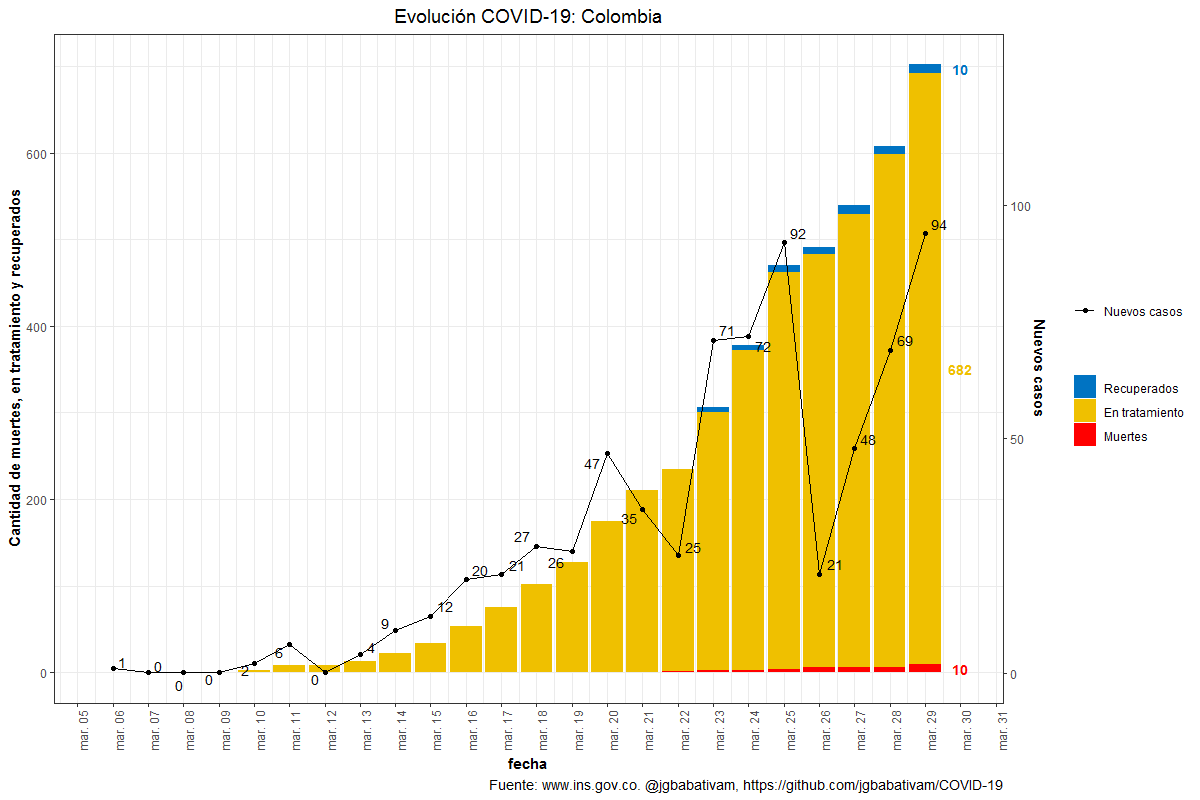 Evolución COVID-19: Colombia
Cantidad de muertes, en tratamiento y recuperados
600
400
200
0
1
0
0
0
2
6
0
4
9
12
20
21
27
26
47
35
25
71
72
92
21
48
69
94
10
682
10
100
50
0
Nuevos casos
Nuevos casos
Recuperados
En tratamiento
Muertes
mar. 05
mar. 06
mar. 07
mar. 08
mar. 09
mar. 10
mar. 11
mar. 12
mar. 13
mar. 14
mar. 15
mar. 16
mar. 17
mar. 18
mar. 19
mar. 20
mar. 21
mar. 22
mar. 23
mar. 24
mar. 25
mar. 26
mar. 27
mar. 28
mar. 29
mar. 30
mar. 31
fecha
Fuente: www.ins.gov.co. @jgbabativam, https://github.com/jgbabativam/COVID-19